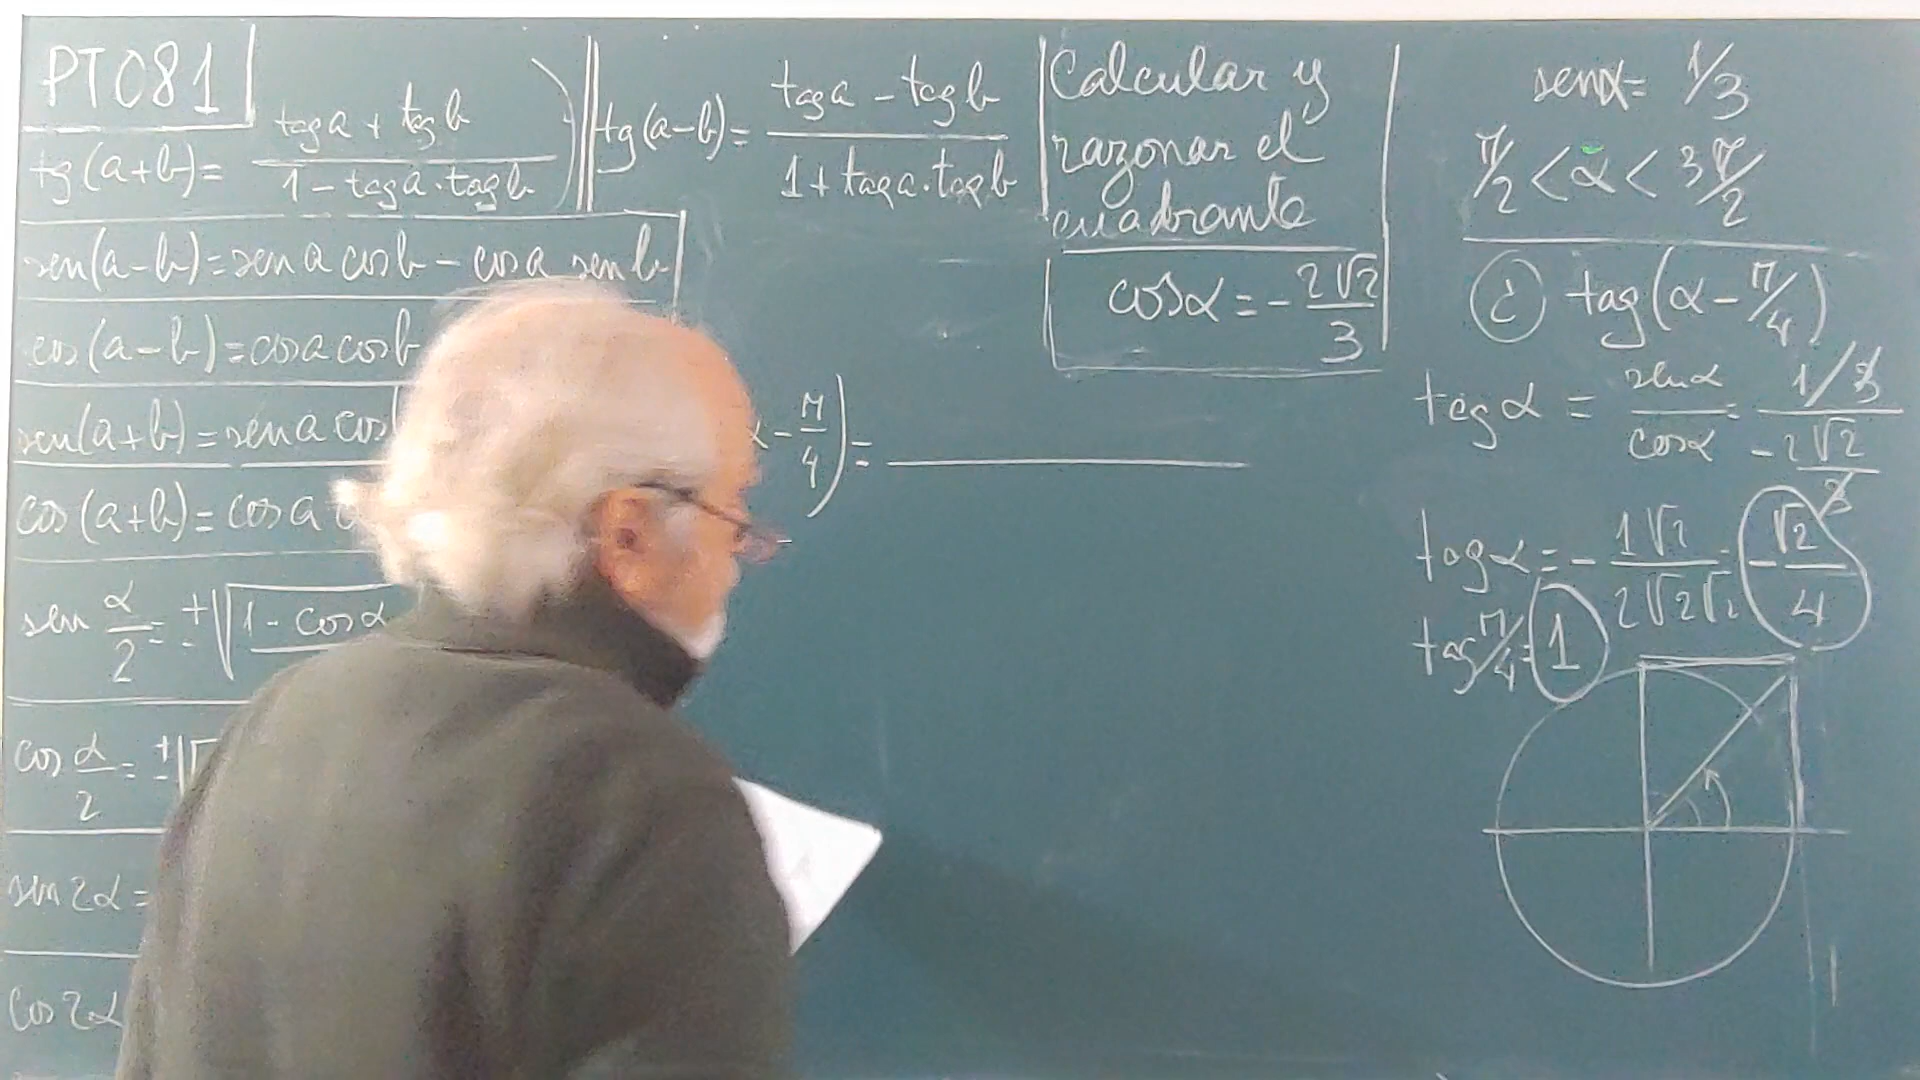 PT081
tg(a+b)= (tag a + tag b)/(1 - tag a·tag b)
tg(a-b)= (tag a - tag b)/(1 + tag a·tag b)
sen(a-b)=sen a cos b - cos a sen b
cos(a-b)=cos a cos b
sen(a+b)=sen a cos
cos(a+b)=cos a
sen α/2 = ±√(1 - cos α
cos α/2 = ±√
sin 2α =
cos 2α
- π/4) =
Calcular y
razonar el
cuadrante
cos α = - 2√2/3
sen α = 1/3
π/2 < α < 3π/2
¿ tag(α - π/4)
tag α = sen α/cos α = (1/3)/(-2√2/3)
tag α = - 1√2/(2√2√2) = - √2/4
tag π/4 = 1